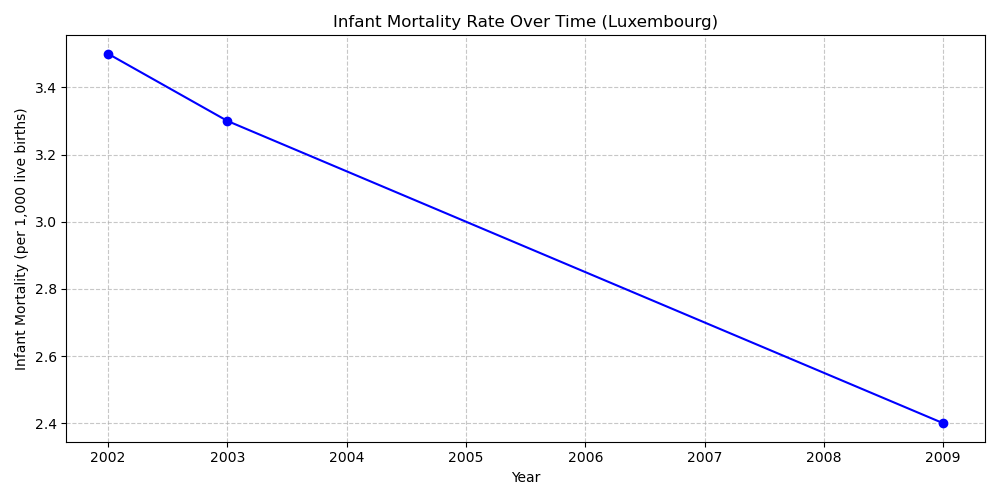 Infant Mortality Rate Over Time (Luxembourg)
Infant Mortality (per 1,000 live births)
3.4
3.2
3.0
2.8
2.6
2.4
2002 2003 2004 2005 2006 2007 2008 2009
Year